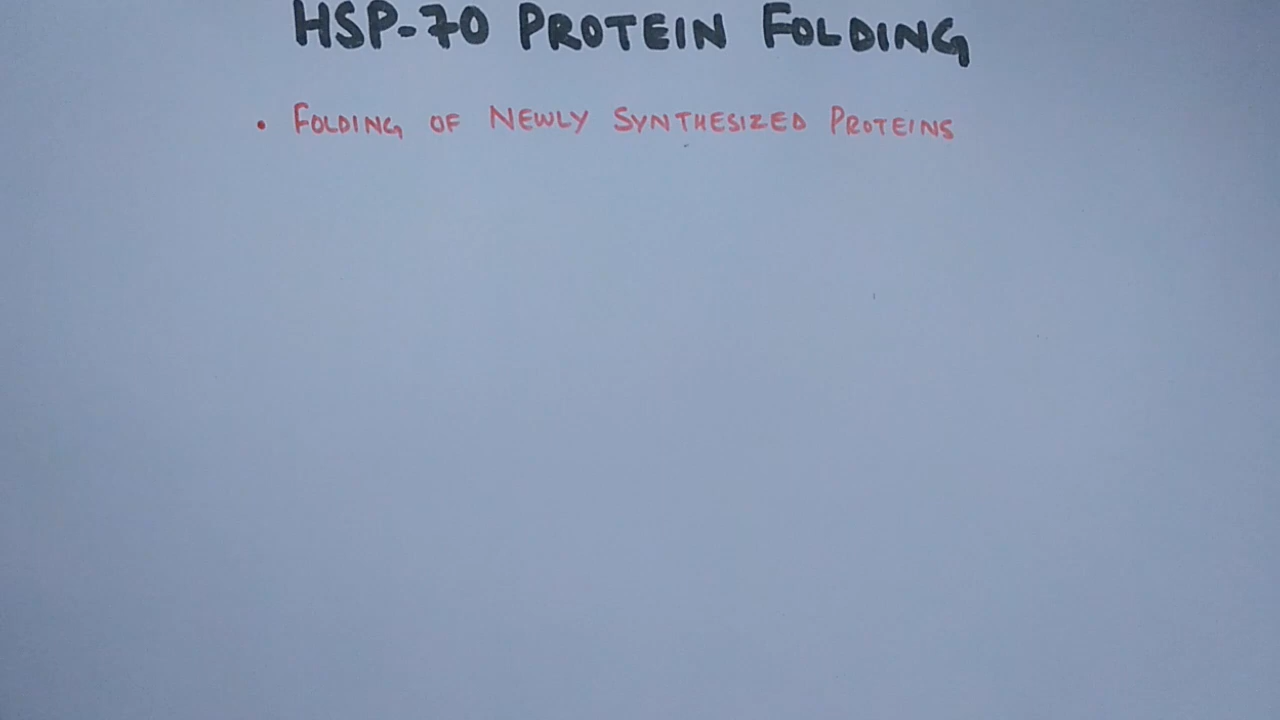 HSP-70 PROTEIN FOLDING
• FOLDING OF NEWLY SYNTHESIZED PROTEINS